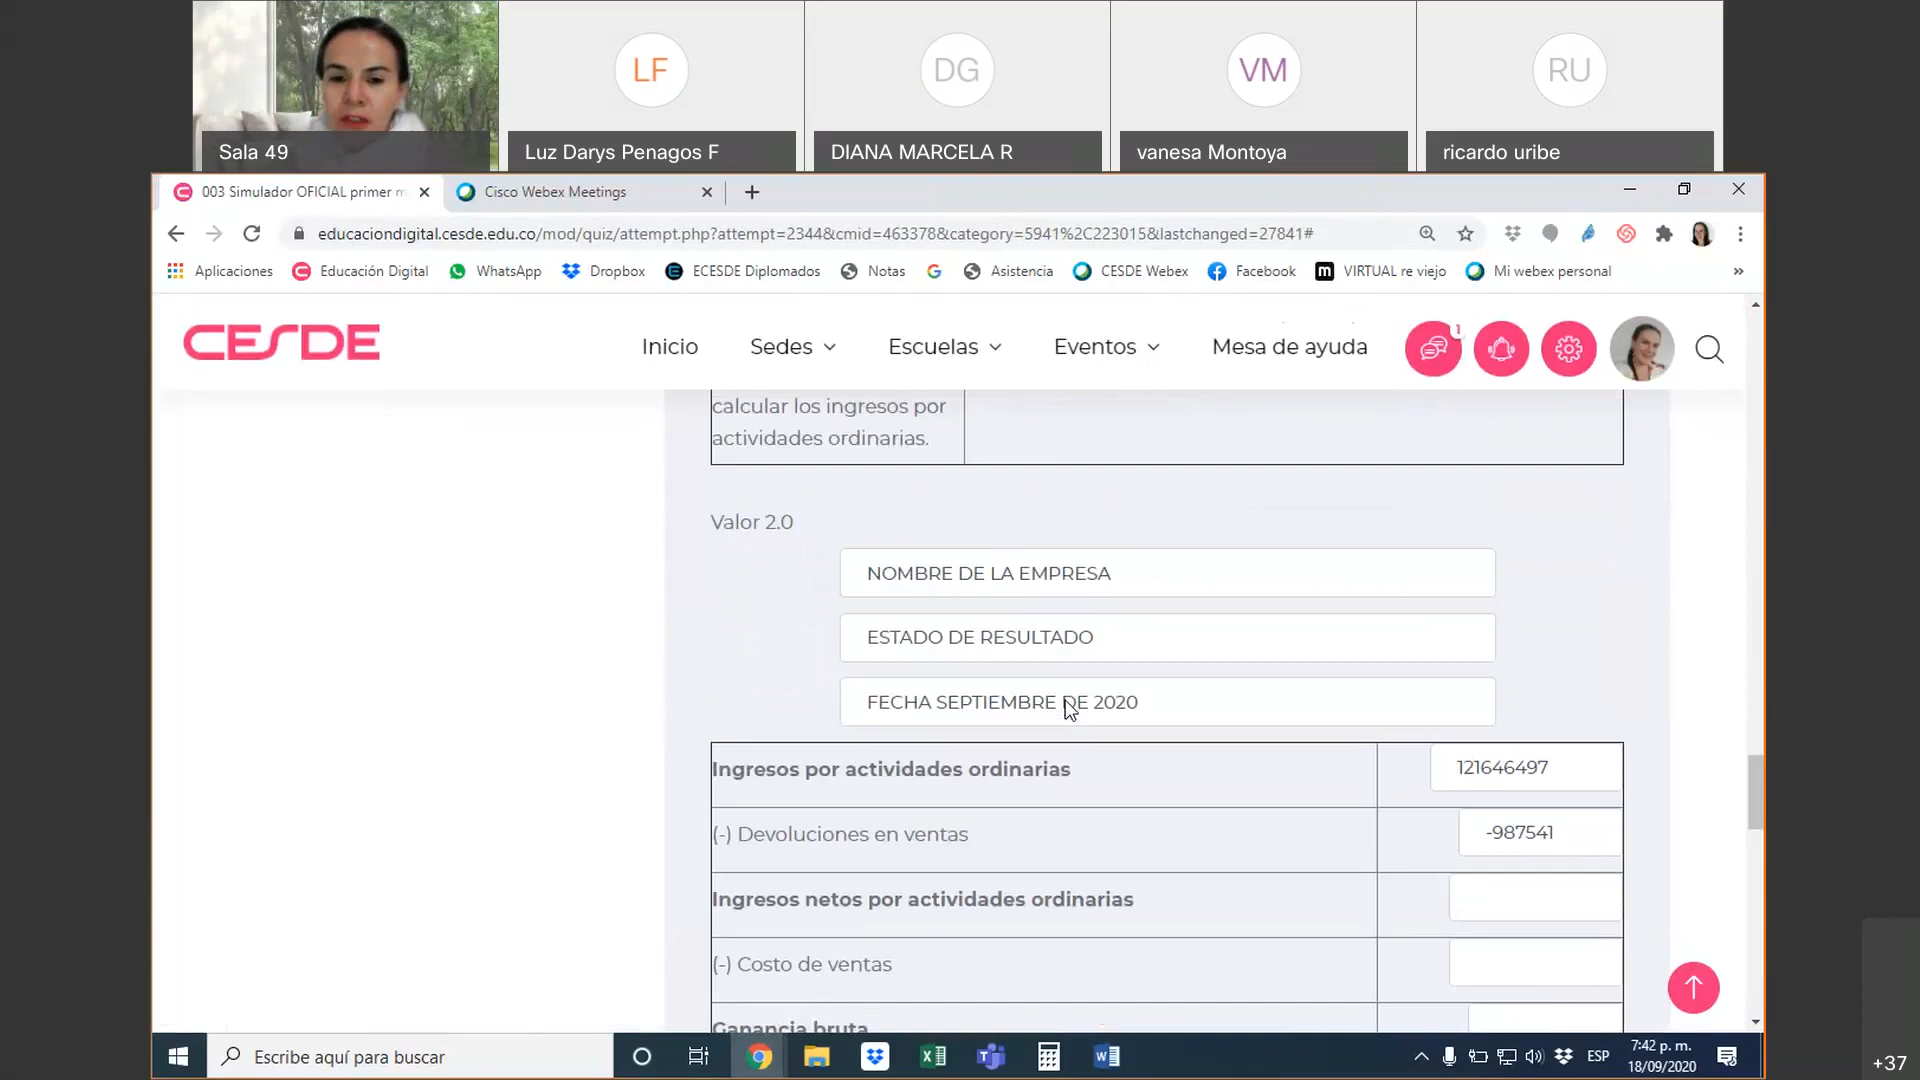 LF
DG
VM
RU
Sala 49
Luz Darys Penagos F
DIANA MARCELA R
vanesa Montoya
ricardo uribe
003 Simulador OFICIAL primer m
Cisco Webex Meetings
educaciondigital.cesde.edu.co/mod/quiz/attempt.php?attempt=2344&cmid=463378&category=5941%2C223015&lastchanged=27841#
Aplicaciones
Educación Digital
WhatsApp
Dropbox
ECESDE Diplomados
Notas
Asistencia
CESDE Webex
Facebook
VIRTUAL re viejo
Mi webex personal
»
CESDE
Inicio
Sedes
Escuelas
Eventos
Mesa de ayuda
1
calcular los ingresos por
actividades ordinarias.
Valor 2.0
NOMBRE DE LA EMPRESA
ESTADO DE RESULTADO
FECHA SEPTIEMBRE DE 2020
Ingresos por actividades ordinarias
121646497
(-) Devoluciones en ventas
-987541
Ingresos netos por actividades ordinarias
(-) Costo de ventas
Ganancia bruta
Escribe aquí para buscar
ESP
7:42 p. m.
18/09/2020
+37